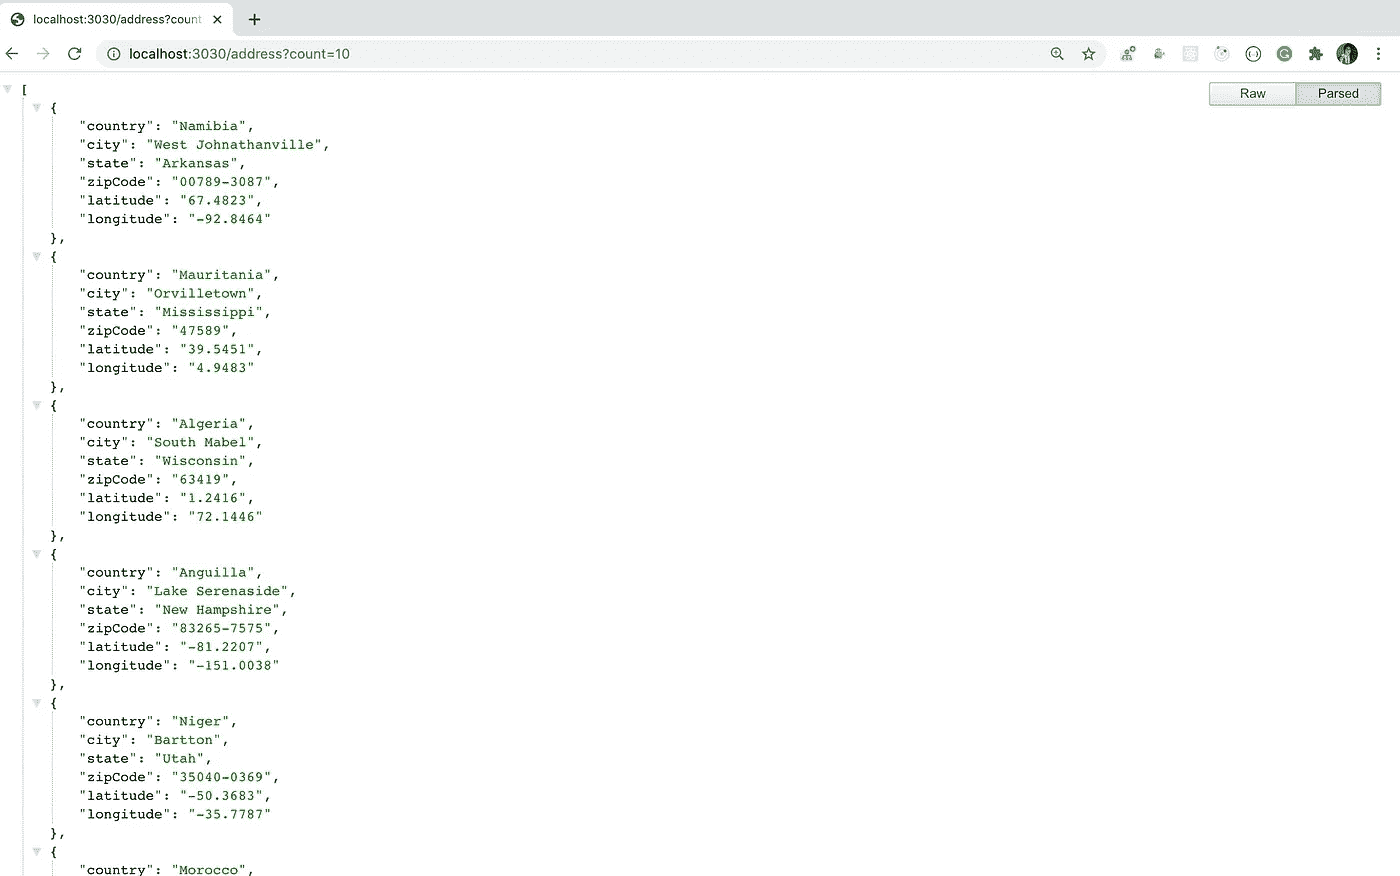 localhost:3030/address?count
localhost:3030/address?count=10
Raw Parsed
[
{
"country": "Namibia",
"city": "West Johnathanville",
"state": "Arkansas",
"zipCode": "00789-3087",
"latitude": "67.4823",
"longitude": "-92.8464"
},
{
"country": "Mauritania",
"city": "Orvilletown",
"state": "Mississippi",
"zipCode": "47589",
"latitude": "39.5451",
"longitude": "4.9483"
},
{
"country": "Algeria",
"city": "South Mabel",
"state": "Wisconsin",
"zipCode": "63419",
"latitude": "1.2416",
"longitude": "72.1446"
},
{
"country": "Anguilla",
"city": "Lake Serenaside",
"state": "New Hampshire",
"zipCode": "83265-7575",
"latitude": "-81.2207",
"longitude": "-151.0038"
},
{
"country": "Niger",
"city": "Bartton",
"state": "Utah",
"zipCode": "35040-0369",
"latitude": "-50.3683",
"longitude": "-35.7787"
},
{
"country": "Morocco",